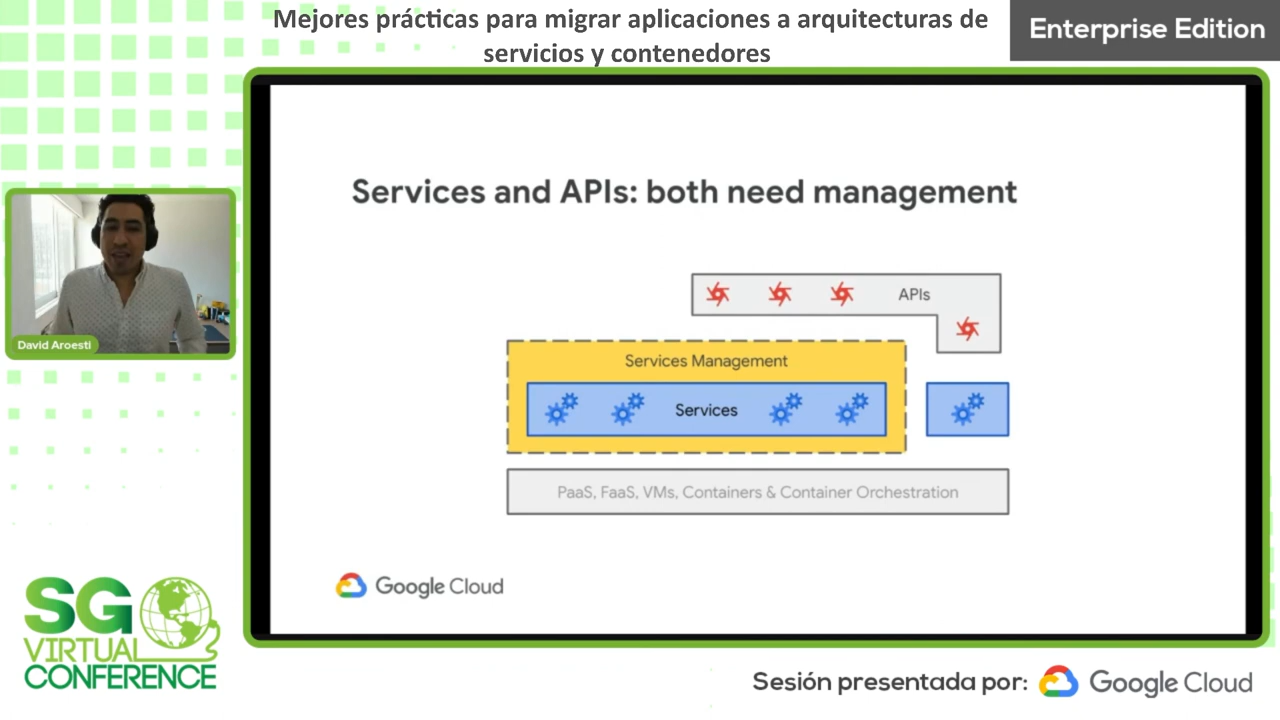 Mejores prácticas para migrar aplicaciones a arquitecturas de
servicios y contenedores
Enterprise Edition
Services and APIs: both need management
APIs
Services Management
Services
PaaS, FaaS, VMs, Containers & Container Orchestration
Google Cloud
David Aroesti
SG
VIRTUAL
CONFERENCE
Sesión presentada por: Google Cloud